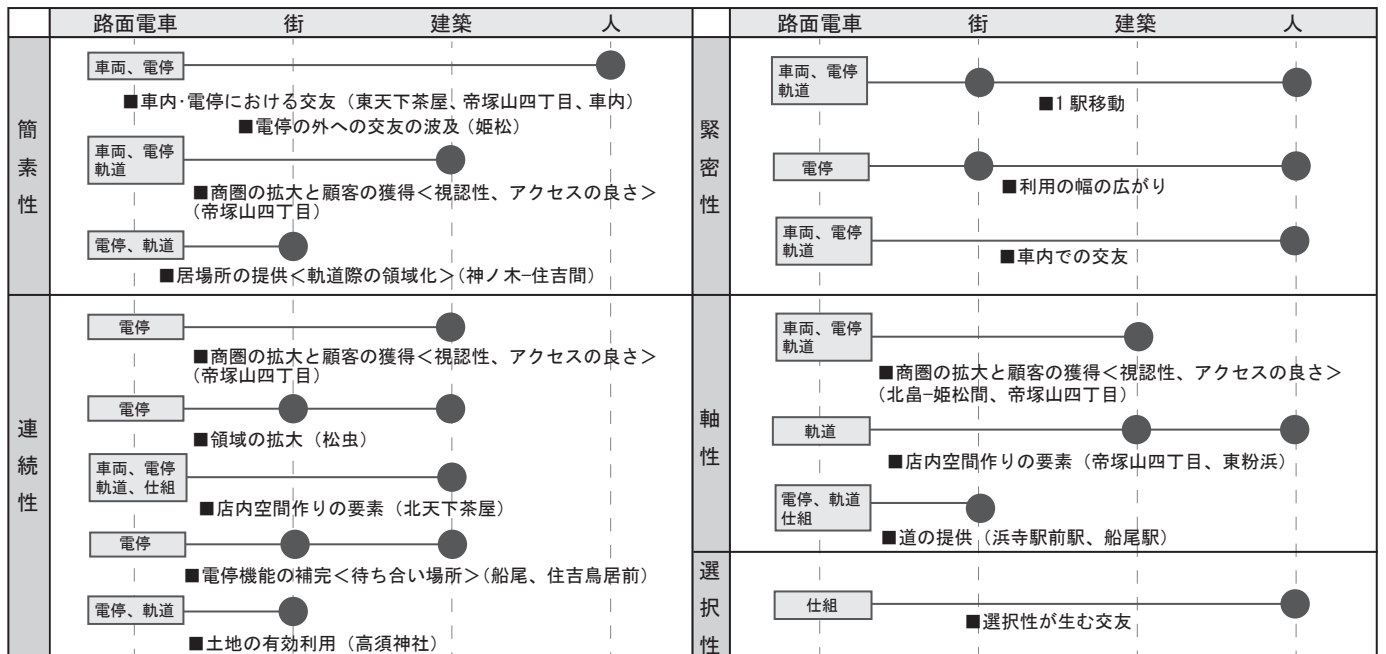 路面電車 街 建築 人
簡素性
車両、電停
■車内･電停における交友（東天下茶屋、帝塚山四丁目、車内）
■電停の外への交友の波及（姫松）
車両、電停
軌道
■商圏の拡大と顧客の獲得＜視認性、アクセスの良さ＞
（帝塚山四丁目）
電停、軌道
■居場所の提供＜軌道際の領域化＞（神ノ木−住吉間）
連続性
電停
■商圏の拡大と顧客の獲得＜視認性、アクセスの良さ＞
（帝塚山四丁目）
電停
■領域の拡大（松虫）
車両、電停
軌道、仕組
■店内空間作りの要素（北天下茶屋）
電停
■電停機能の補完＜待ち合い場所＞（船尾、住吉鳥居前）
電停、軌道
■土地の有効利用（高須神社）
路面電車 街 建築 人
緊密性
車両、電停
軌道
■1 駅移動
電停
■利用の幅の広がり
車両、電停
軌道
■車内での交友
軸性
車両、電停
軌道
■商圏の拡大と顧客の獲得＜視認性、アクセスの良さ＞
（北畠−姫松間、帝塚山四丁目）
軌道
■店内空間作りの要素（帝塚山四丁目、東粉浜）
電停、軌道
仕組
■道の提供（浜寺駅前駅、船尾駅）
選択性
仕組
■選択性が生む交友